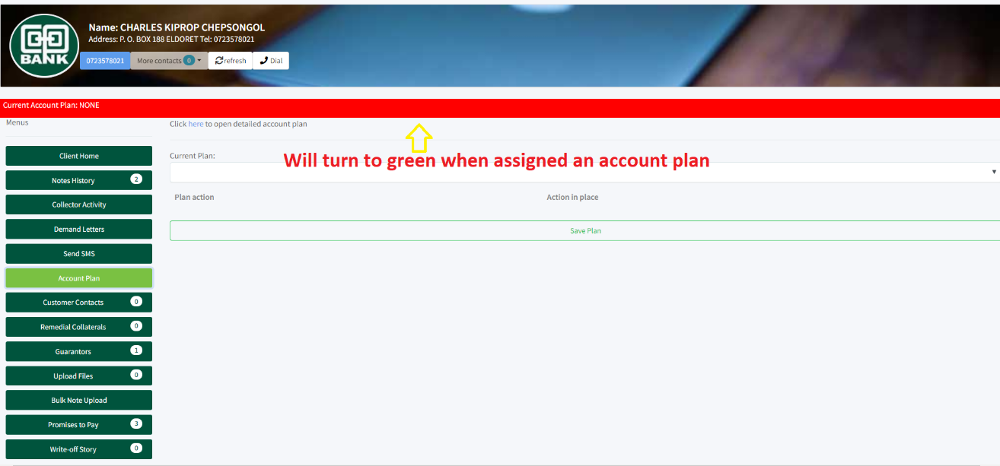 Name: CHARLES KIPROP CHEPSONGOL
Address: P. O. BOX 188 ELDORET Tel: 0723578021
BANK
0723578021 More contacts 0 refresh Dial
Current Account Plan: NONE
Menus
Client Home
Notes History 2
Collector Activity
Demand Letters
Send SMS
Account Plan
Customer Contacts 0
Remedial Collaterals 0
Guarantors 1
Upload Files 0
Bulk Note Upload
Promises to Pay 3
Write-off Story 0
Click here to open detailed account plan
Current Plan:
Will turn to green when assigned an account plan
Plan action Action in place
Save Plan